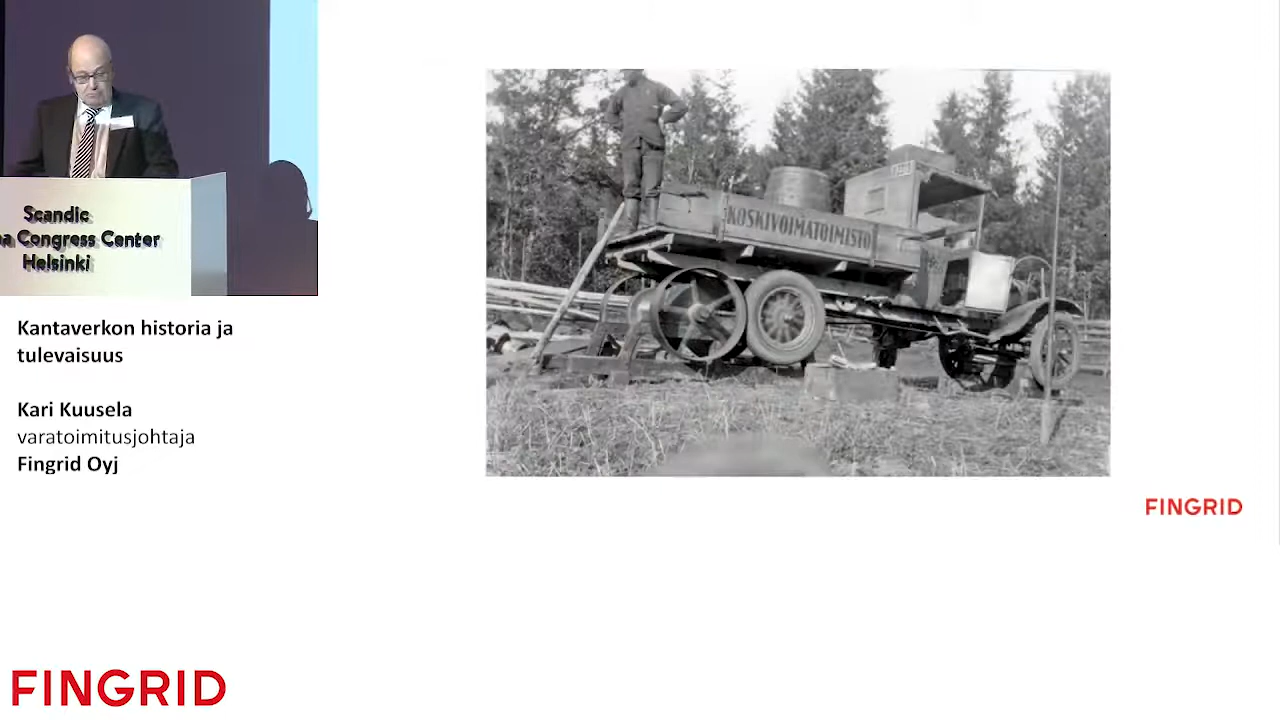 Scandic
Congress Center
Helsinki
Kantaverkon historia ja
tulevaisuus
Kari Kuusela
varatoimitusjohtaja
Fingrid Oyj
KOSKIVOIMATOIMISTO
FINGRID
FINGRID